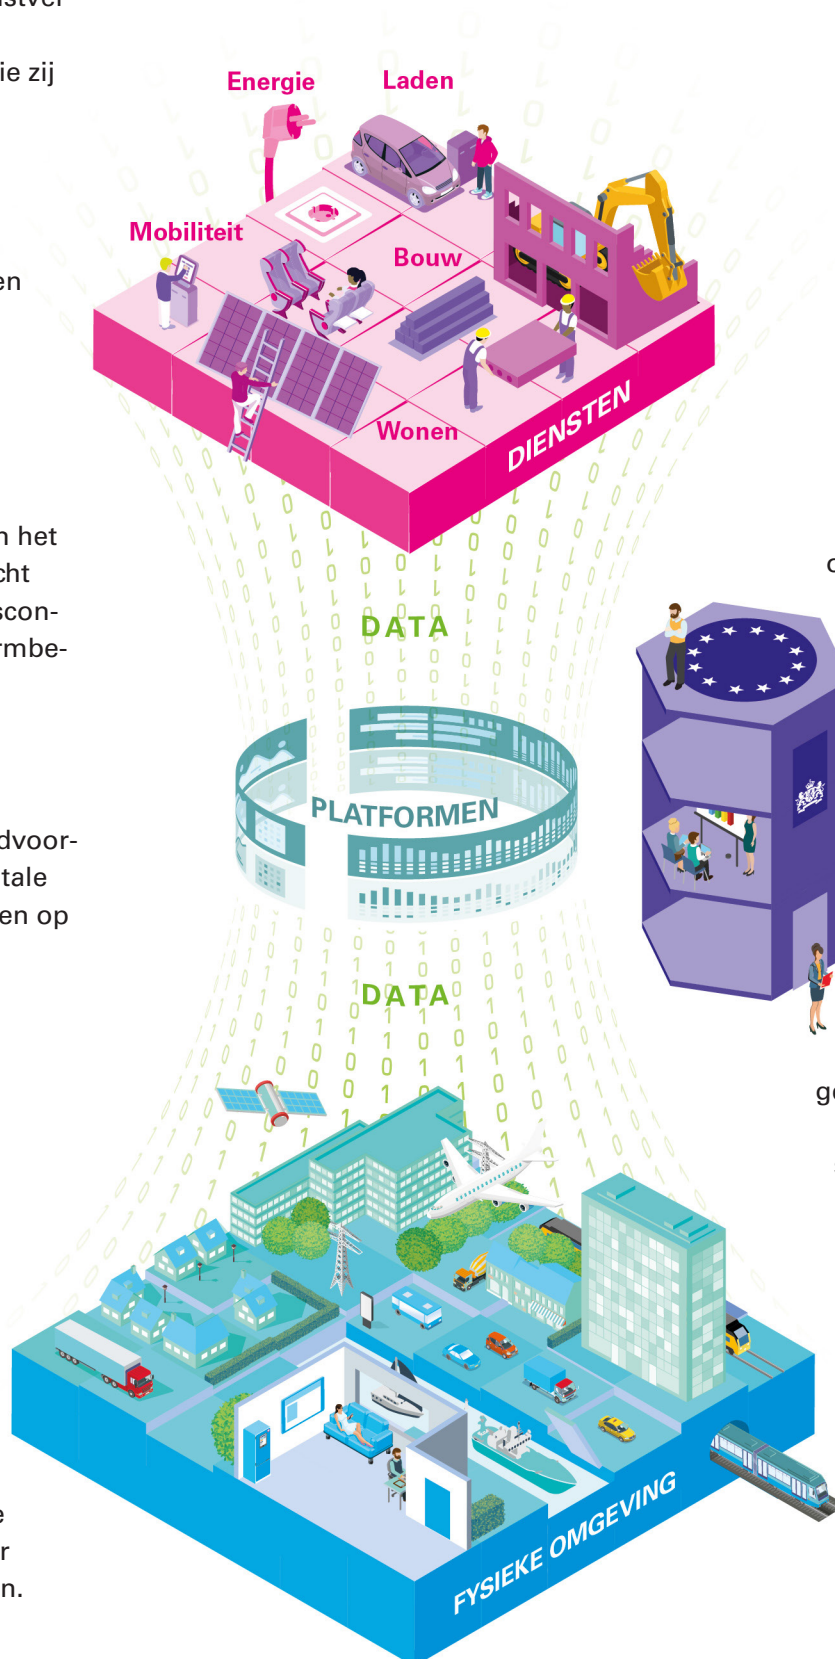 ie zij
Energie
Laden
Mobiliteit
en
Bouw
Wonen
DIENSTEN
n het
cht
scon-
rmbe-
DATA
PLATFORMEN
dvoor-
tale
en op
DATA
ge
e
r
n.
FYSIEKE OMGEVING